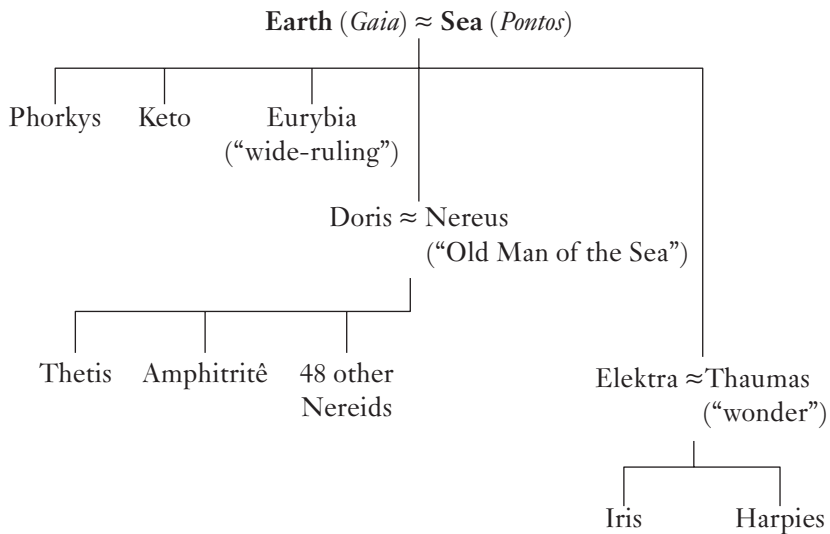 Earth (Gaia) ≈ Sea (Pontos)
Phorkys Keto Eurybia
(“wide-ruling”)
Doris ≈ Nereus
(“Old Man of the Sea”)
Thetis Amphitritê 48 other
Nereids
Elektra ≈Thaumas
(“wonder”)
Iris Harpies